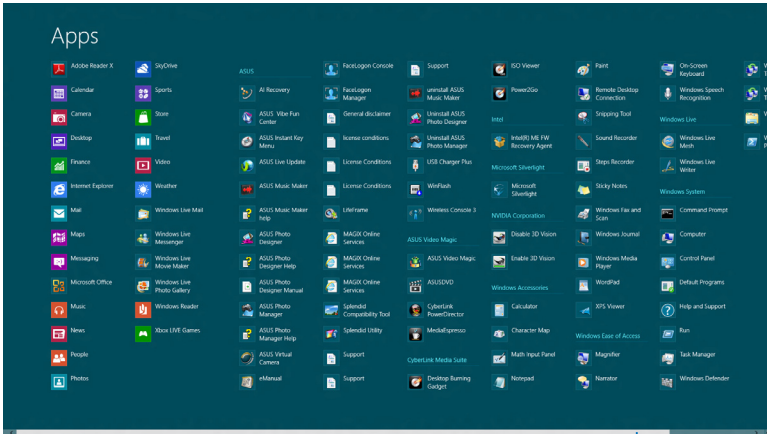 Apps
Adobe Reader X
Calendar
Camera
Desktop
Finance
Internet Explorer
Mail
Maps
Messaging
Microsoft Office
Music
News
People
Photos
SkyDrive
Sports
Store
Travel
Video
Weather
Windows Live Mail
Windows Live
Messenger
Windows Live
Movie Maker
Windows Live
Photo Gallery
Windows Reader
Xbox LIVE Games
ASUS
AI Recovery
ASUS Vibe Fun
Center
ASUS Instant Key
Menu
ASUS Live Update
ASUS Music Maker
ASUS Music Maker
help
ASUS Photo
Designer
ASUS Photo
Designer Help
ASUS Photo
Designer Manual
ASUS Photo
Manager
ASUS Photo
Manager Help
ASUS Virtual
Camera
eManual
FaceLogon Console
FaceLogon
Manager
General disclaimer
license conditions
License Conditions
License Conditions
LifeFrame
MAGIX Online
Services
MAGIX Online
Services
Splendid
Compatibility Tool
Splendid Utility
Support
Support
Support
uninstall ASUS
Music Maker
Uninstall ASUS
Photo Designer
Uninstall ASUS
Photo Manager
USB Charger Plus
WinFlash
Wireless Console 3
ASUS Video Magic
ASUS Video Magic
ASUSDVD
CyberLink
PowerDirector
MediaEspresso
CyberLink Media Suite
Desktop Burning
Gadget
ISO Viewer
Power2Go
Intel
Intel(R) ME FW
Recovery Agent
Microsoft Silverlight
Microsoft
Silverlight
NVIDIA Corporation
Disable 3D Vision
Enable 3D Vision
Windows Accessories
Calculator
Character Map
Math Input Panel
Notepad
Paint
Remote Desktop
Connection
Snipping Tool
Sound Recorder
Steps Recorder
Sticky Notes
Windows Fax and
Scan
Windows Journal
Windows Media
Player
WordPad
XPS Viewer
Windows Ease of Access
Magnifier
Narrator
On-Screen
Keyboard
Windows Speech
Recognition
Windows Live
Windows Live
Mesh
Windows Live
Writer
Windows System
Command Prompt
Computer
Control Panel
Default Programs
Help and Support
Run
Task Manager
Windows Defender